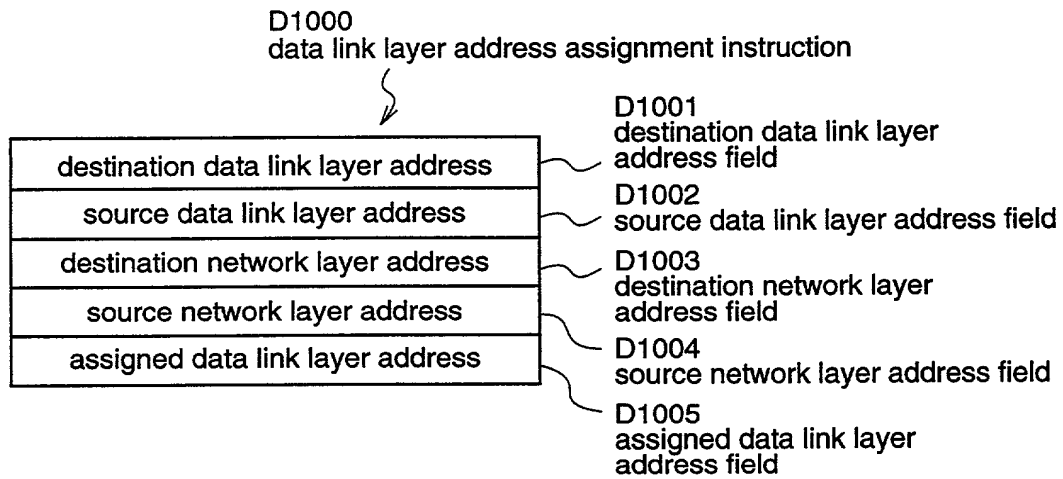 D1000
data link layer address assignment instruction
destination data link layer address
source data link layer address
destination network layer address
source network layer address
assigned data link layer address
D1001
destination data link layer
address field
D1002
source data link layer address field
D1003
destination network layer
address field
D1004
source network layer address field
D1005
assigned data link layer
address field